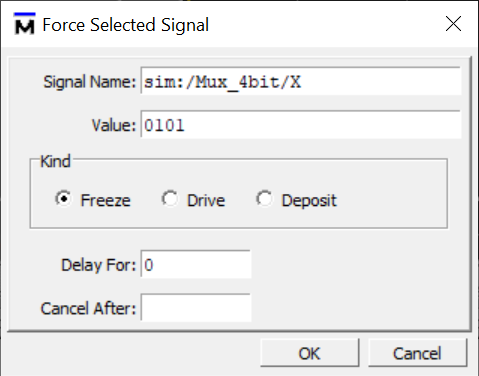 Force Selected Signal
Signal Name: sim:/Mux_4bit/X
Value: 0101
Kind
Freeze Drive Deposit
Delay For: 0
Cancel After:
OK Cancel